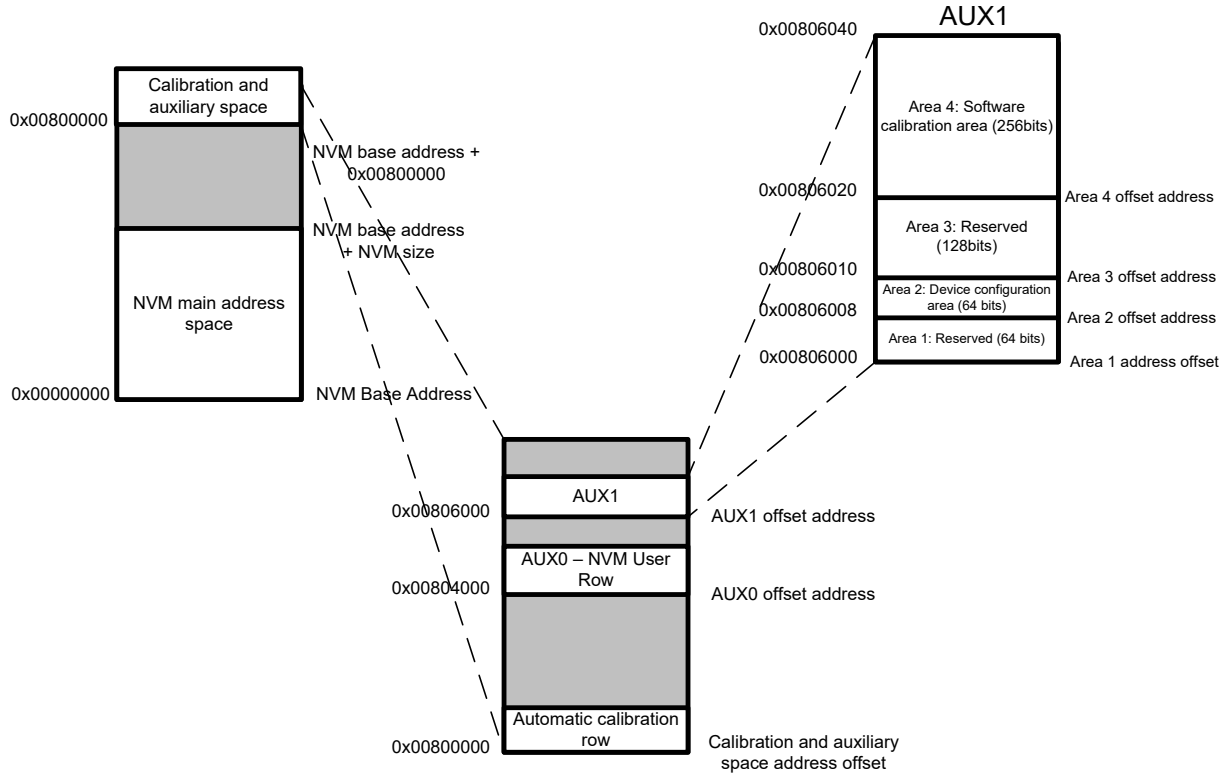 Calibration and
auxiliary space
0x00800000
NVM base address +
0x00800000
NVM base address
+ NVM size
NVM main address
space
0x00000000
NVM Base Address
AUX1
0x00806040
Area 4: Software
calibration area (256bits)
0x00806020
Area 4 offset address
Area 3: Reserved
(128bits)
0x00806010
Area 3 offset address
Area 2: Device configuration
area (64 bits)
0x00806008
Area 2 offset address
Area 1: Reserved (64 bits)
0x00806000
Area 1 address offset
AUX1
0x00806000
AUX1 offset address
AUX0 – NVM User
Row
0x00804000
AUX0 offset address
Automatic calibration
row
0x00800000
Calibration and auxiliary
space address offset